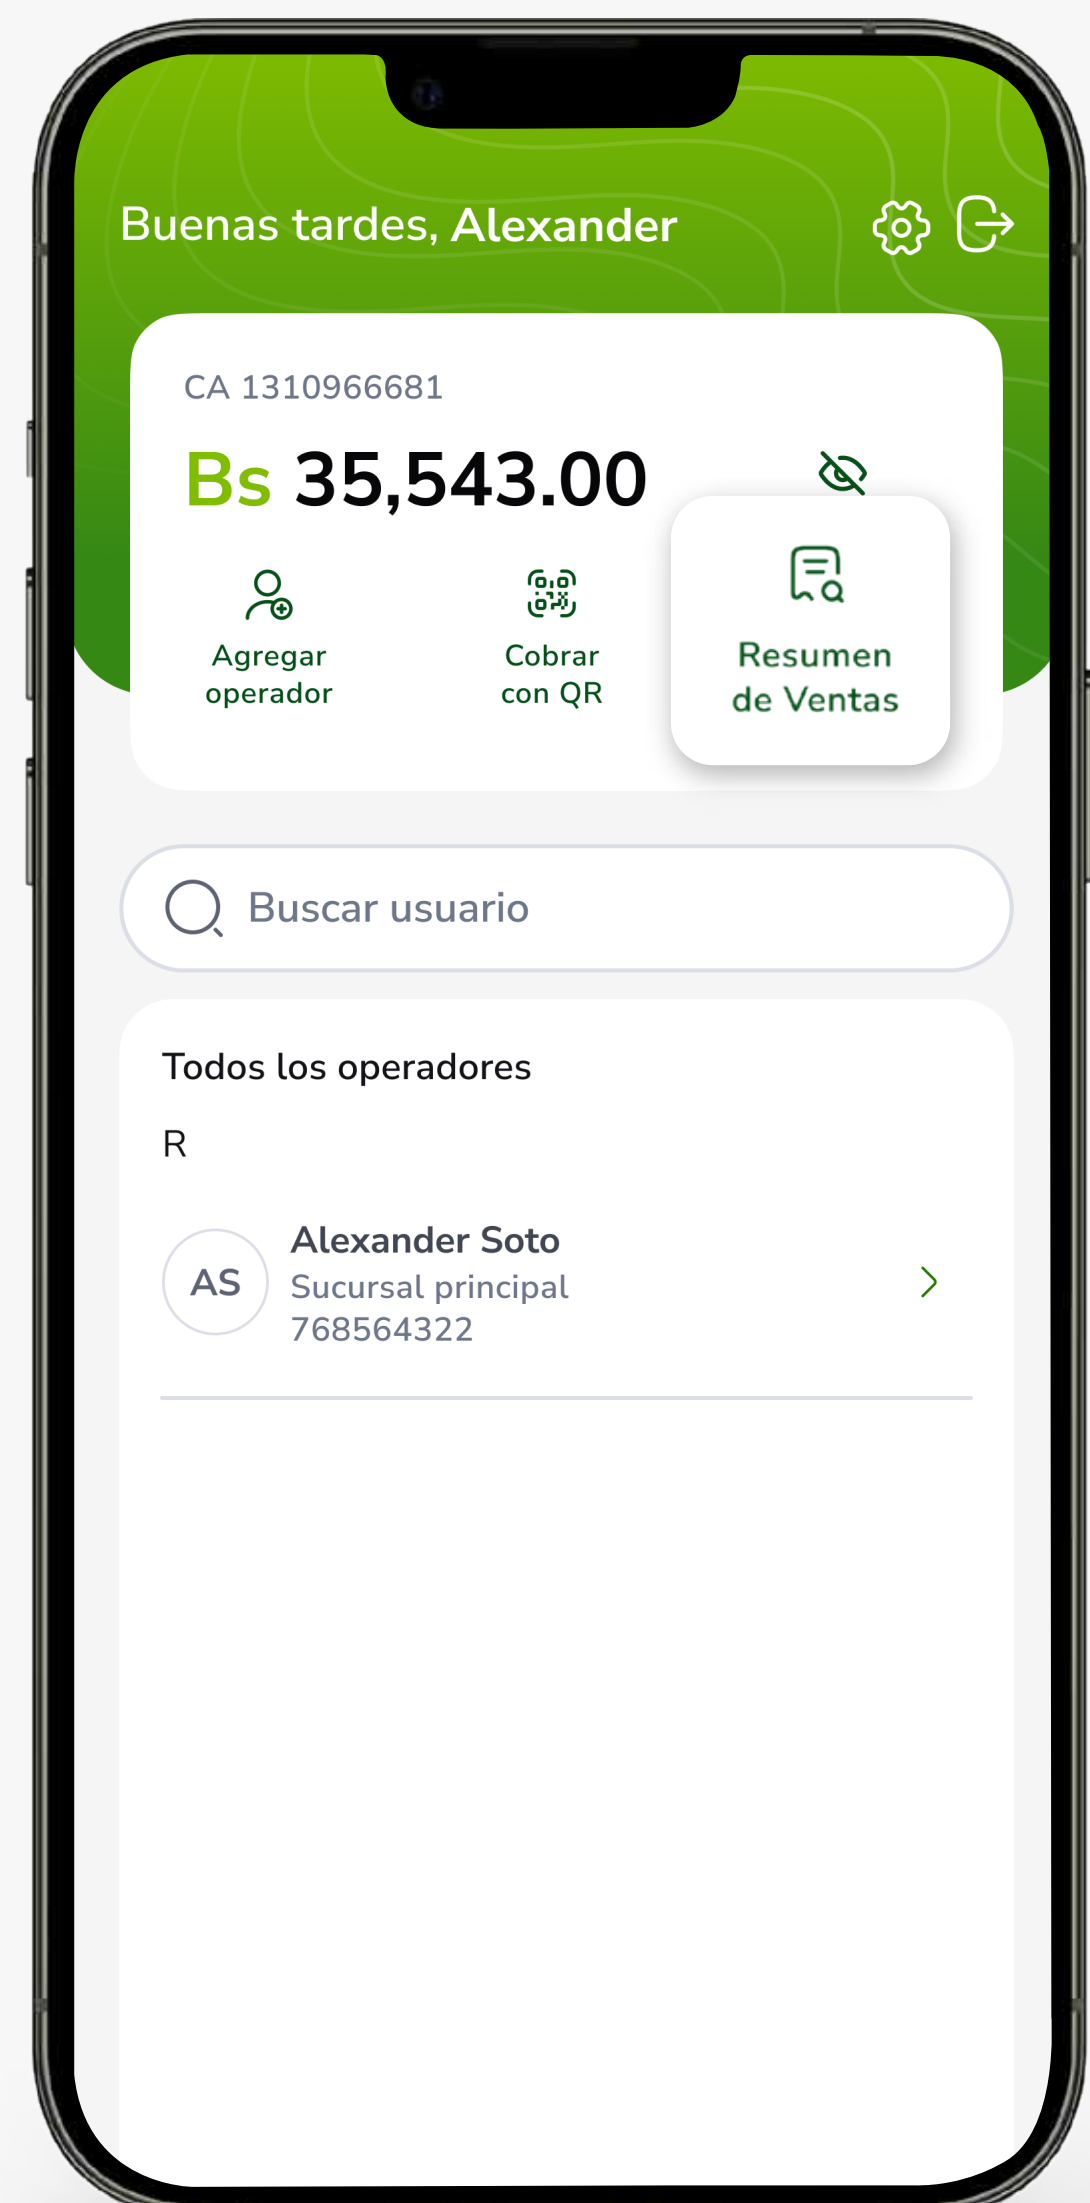 Buenas tardes, Alexander
CA 1310966681
Bs 35,543.00
Agregar
operador
Cobrar
con QR
Resumen
de Ventas
Buscar usuario
Todos los operadores
R
AS
Alexander Soto
Sucursal principal
768564322